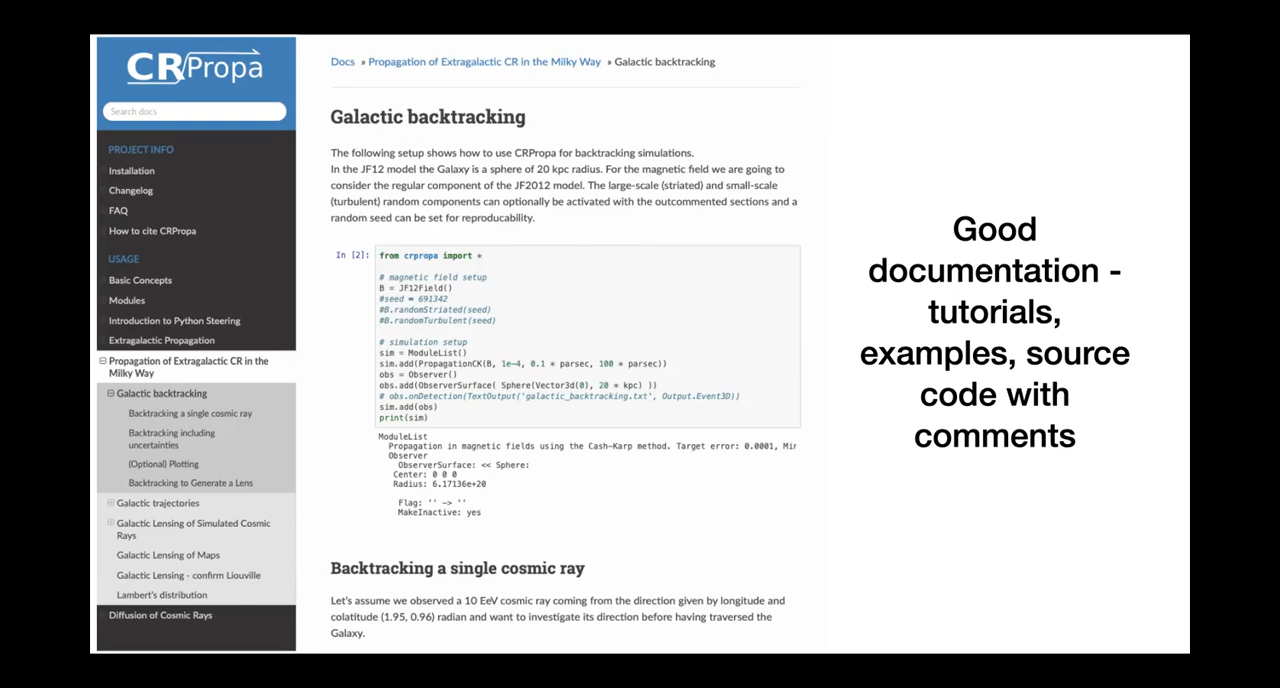 CRPropa
Search docs
PROJECT INFO
Installation
Changelog
FAQ
How to cite CRPropa
USAGE
Basic Concepts
Modules
Introduction to Python Steering
Extragalactic Propagation
Propagation of Extragalactic CR in the
Milky Way
Galactic backtracking
Backtracking a single cosmic ray
Backtracking including
uncertainties
(Optional) Plotting
Backtracking to Generate a Lens
Galactic trajectories
Galactic Lensing of Simulated Cosmic
Rays
Galactic Lensing of Maps
Galactic Lensing - confirm Liouville
Lambert's distribution
Diffusion of Cosmic Rays
Docs » Propagation of Extragalactic CR in the Milky Way » Galactic backtracking
Galactic backtracking
The following setup shows how to use CRPropa for backtracking simulations.
In the JF12 model the Galaxy is a sphere of 20 kpc radius. For the magnetic field we are going to
consider the regular component of the JF2012 model. The large-scale (striated) and small-scale
(turbulent) random components can optionally be activated with the outcommented sections and a
random seed can be set for reproducability.
In [2]: from crpropa import *
# magnetic field setup
B = JF12Field()
#seed = 691342
#B.randomStriated(seed)
#B.randomTurbulent(seed)
# simulation setup
sim = ModuleList()
sim.add(PropagationCK(B, 1e-4, 0.1 * parsec, 100 * parsec))
obs = Observer()
obs.add(ObserverSurface( Sphere(Vector3d(0), 20 * kpc) ))
# obs.onDetection(TextOutput('galactic_backtracking.txt', Output.Event3D))
sim.add(obs)
print(sim)
ModuleList
Propagation in magnetic fields using the Cash-Karp method. Target error: 0.0001, Mir
Observer
ObserverSurface: << Sphere:
Center: 0 0 0
Radius: 6.17136e+20
Flag: '' -> ''
MakeInactive: yes
Backtracking a single cosmic ray
Let's assume we observed a 10 EeV cosmic ray coming from the direction given by longitude and
colatitude (1.95, 0.96) radian and want to investigate its direction before having traversed the
Galaxy.
Good
documentation -
tutorials,
examples, source
code with
comments